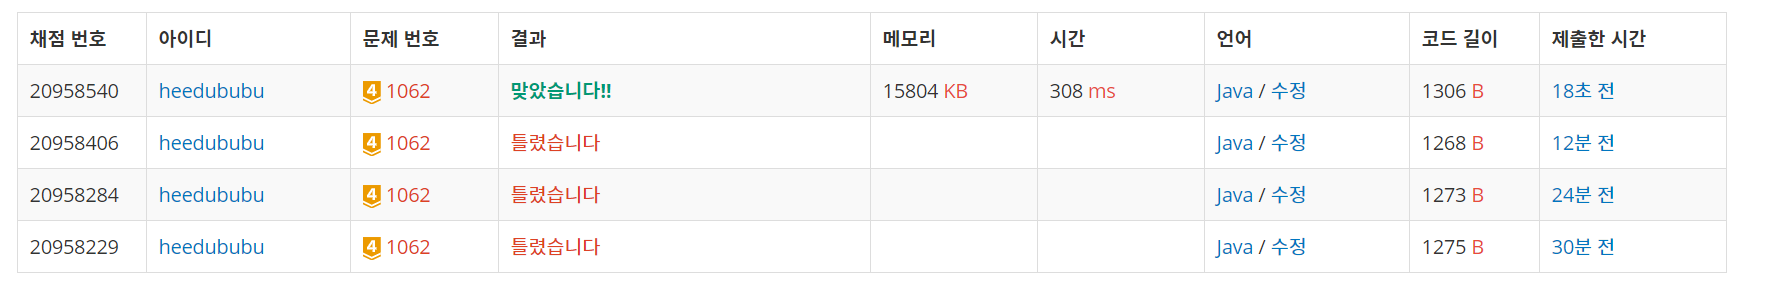 채점 번호 아이디 문제 번호 결과 메모리 시간 언어 코드 길이 제출한 시간
20958540 heedububu 4 1062 맞았습니다!! 15804 KB 308 ms Java / 수정 1306 B 18초 전
20958406 heedububu 4 1062 틀렸습니다 Java / 수정 1268 B 12분 전
20958284 heedububu 4 1062 틀렸습니다 Java / 수정 1273 B 24분 전
20958229 heedububu 4 1062 틀렸습니다 Java / 수정 1275 B 30분 전